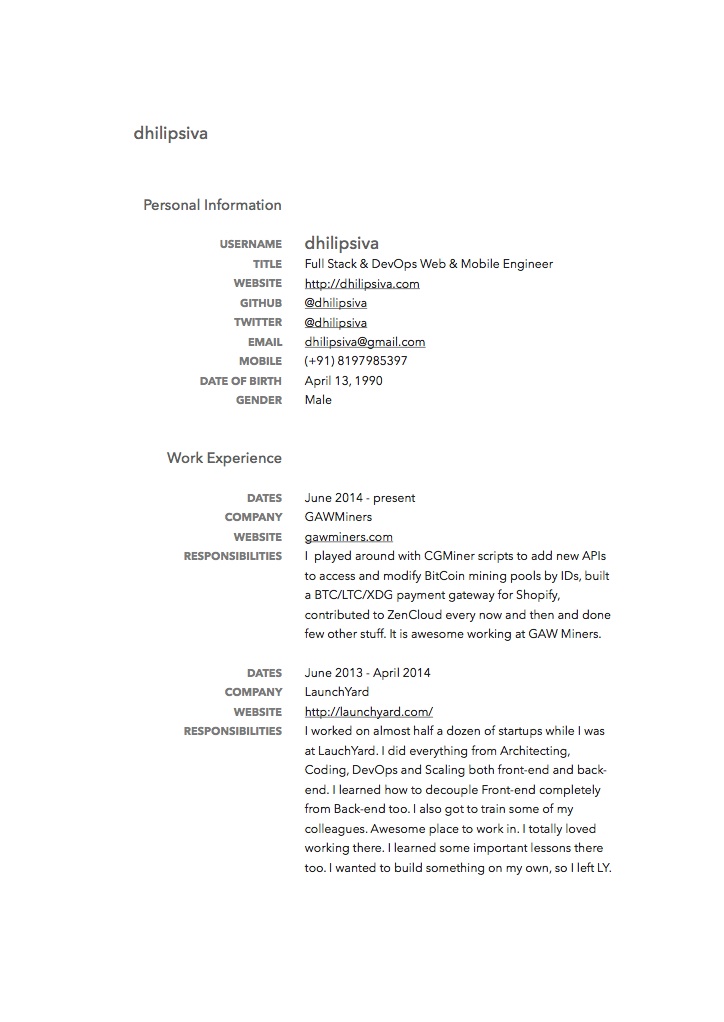 dhilipsiva
Personal Information
USERNAME dhilipsiva
TITLE Full Stack & DevOps Web & Mobile Engineer
WEBSITE http://dhilipsiva.com
GITHUB @dhilipsiva
TWITTER @dhilipsiva
EMAIL dhilipsiva@gmail.com
MOBILE (+91) 8197985397
DATE OF BIRTH April 13, 1990
GENDER Male
Work Experience
DATES June 2014 - present
COMPANY GAWMiners
WEBSITE gawminers.com
RESPONSIBILITIES I played around with CGMiner scripts to add new APIs
to access and modify BitCoin mining pools by IDs, built
a BTC/LTC/XDG payment gateway for Shopify,
contributed to ZenCloud every now and then and done
few other stuff. It is awesome working at GAW Miners.
DATES June 2013 - April 2014
COMPANY LaunchYard
WEBSITE http://launchyard.com/
RESPONSIBILITIES I worked on almost half a dozen of startups while I was
at LauchYard. I did everything from Architecting,
Coding, DevOps and Scaling both front-end and back-
end. I learned how to decouple Front-end completely
from Back-end too. I also got to train some of my
colleagues. Awesome place to work in. I totally loved
working there. I learned some important lessons there
too. I wanted to build something on my own, so I left LY.